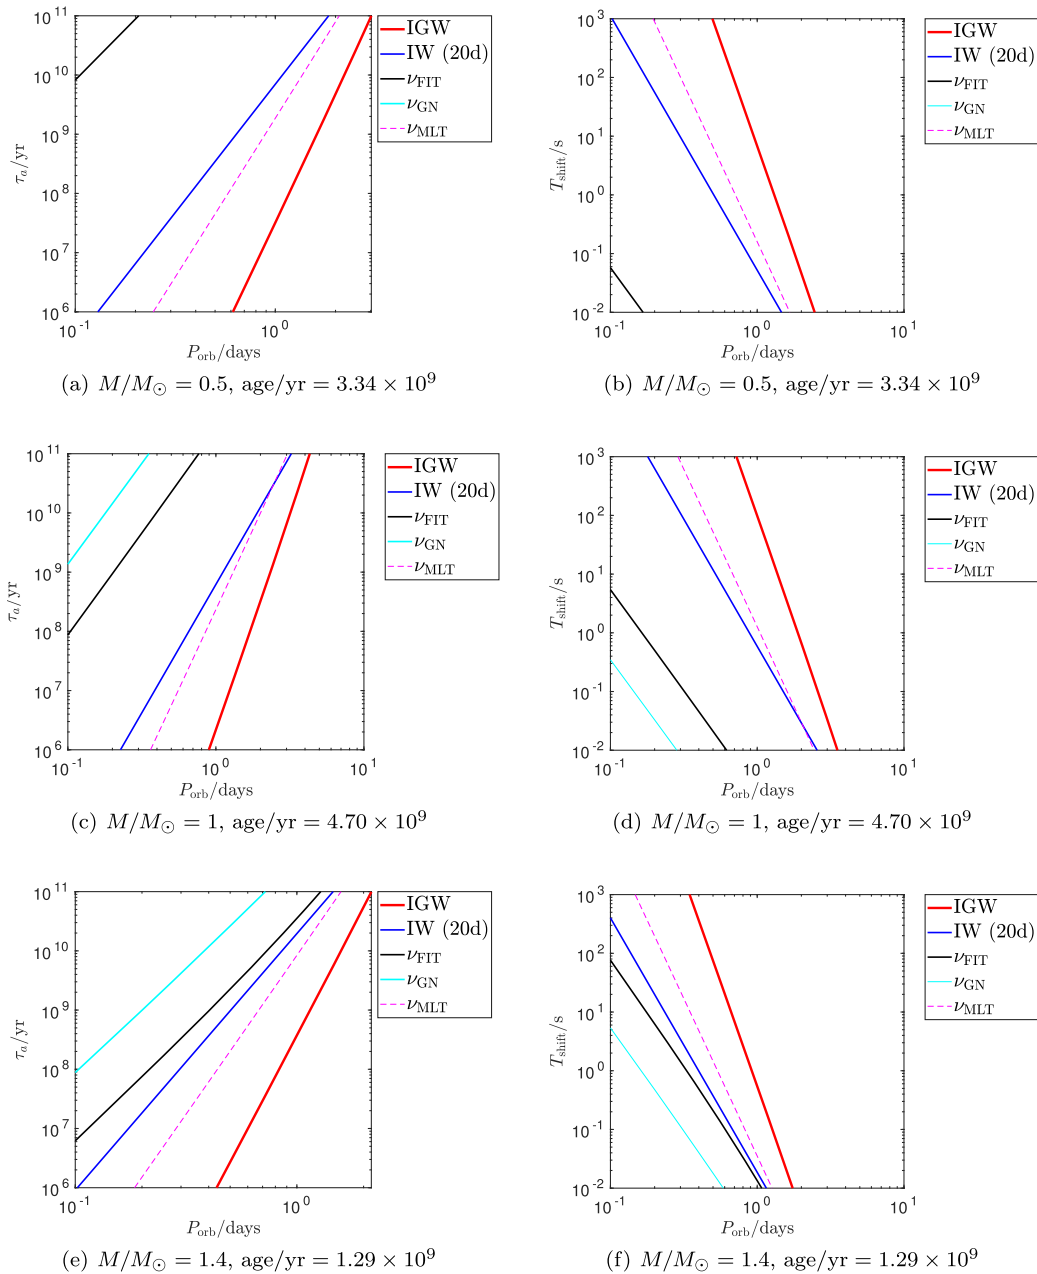 10^11
10^10
10^9
10^8
10^7
10^6
τ_a/yr
10^-1
10^0
P_orb/days
IGW
IW (20d)
ν_FIT
ν_GN
ν_MLT
(a) M/M_⊙ = 0.5, age/yr = 3.34 × 10^9
10^3
10^2
10^1
10^0
10^-1
10^-2
T_shift/s
10^-1
10^0
10^1
P_orb/days
IGW
IW (20d)
ν_FIT
ν_GN
ν_MLT
(b) M/M_⊙ = 0.5, age/yr = 3.34 × 10^9
10^11
10^10
10^9
10^8
10^7
10^6
τ_a/yr
10^-1
10^0
10^1
P_orb/days
IGW
IW (20d)
ν_FIT
ν_GN
ν_MLT
(c) M/M_⊙ = 1, age/yr = 4.70 × 10^9
10^3
10^2
10^1
10^0
10^-1
10^-2
T_shift/s
10^-1
10^0
10^1
P_orb/days
IGW
IW (20d)
ν_FIT
ν_GN
ν_MLT
(d) M/M_⊙ = 1, age/yr = 4.70 × 10^9
10^11
10^10
10^9
10^8
10^7
10^6
τ_a/yr
10^-1
10^0
P_orb/days
IGW
IW (20d)
ν_FIT
ν_GN
ν_MLT
(e) M/M_⊙ = 1.4, age/yr = 1.29 × 10^9
10^3
10^2
10^1
10^0
10^-1
10^-2
T_shift/s
10^-1
10^0
10^1
P_orb/days
IGW
IW (20d)
ν_FIT
ν_GN
ν_MLT
(f) M/M_⊙ = 1.4, age/yr = 1.29 × 10^9